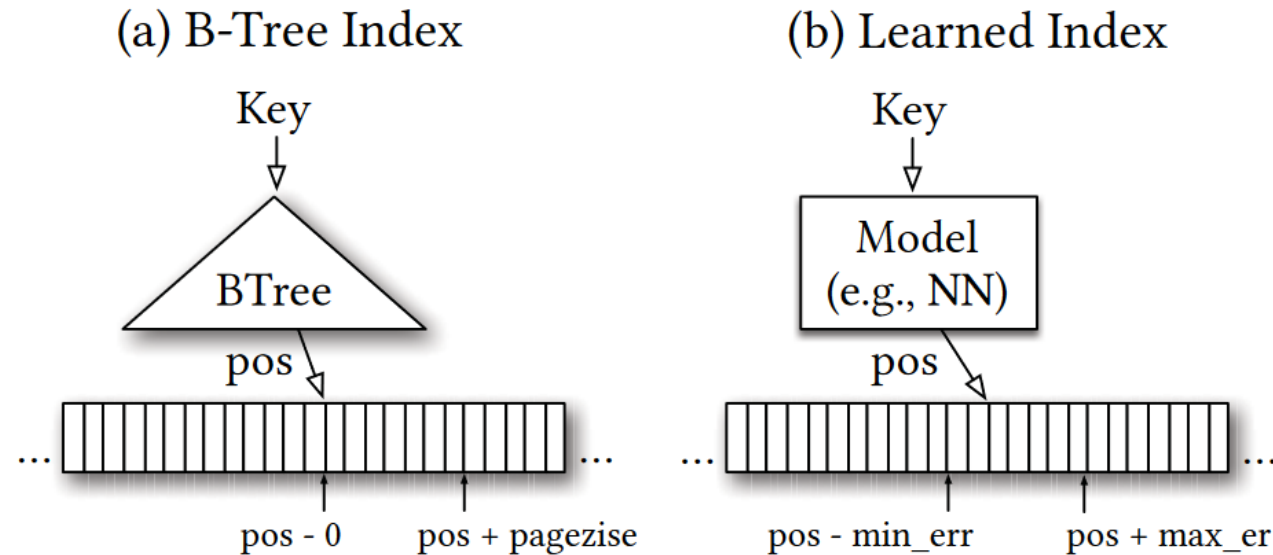 (a) B-Tree Index
Key
BTree
pos
...
...
pos - 0
pos + pagezise
(b) Learned Index
Key
Model
(e.g., NN)
pos
...
...
pos - min_err
pos + max_er